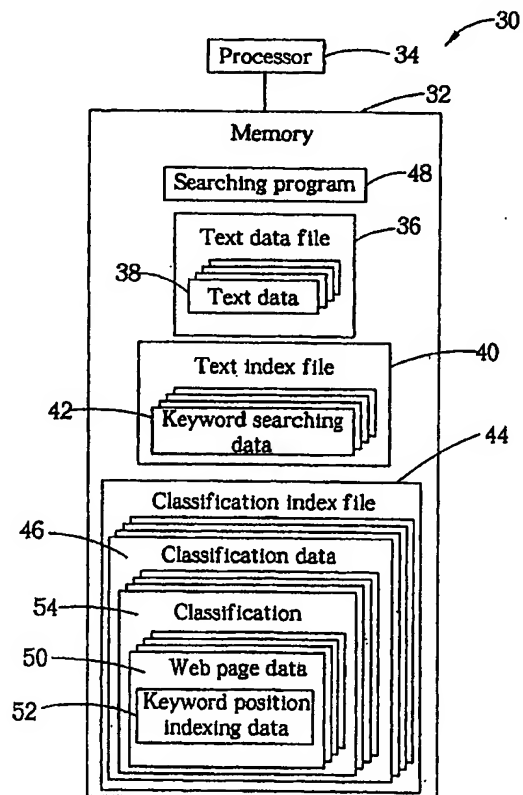 30
Processor
34
32
Memory
Searching program
48
Text data file
36
38
Text data
Text index file
40
42
Keyword searching
data
44
Classification index file
46
Classification data
54
Classification
50
Web page data
52
Keyword position
indexing data